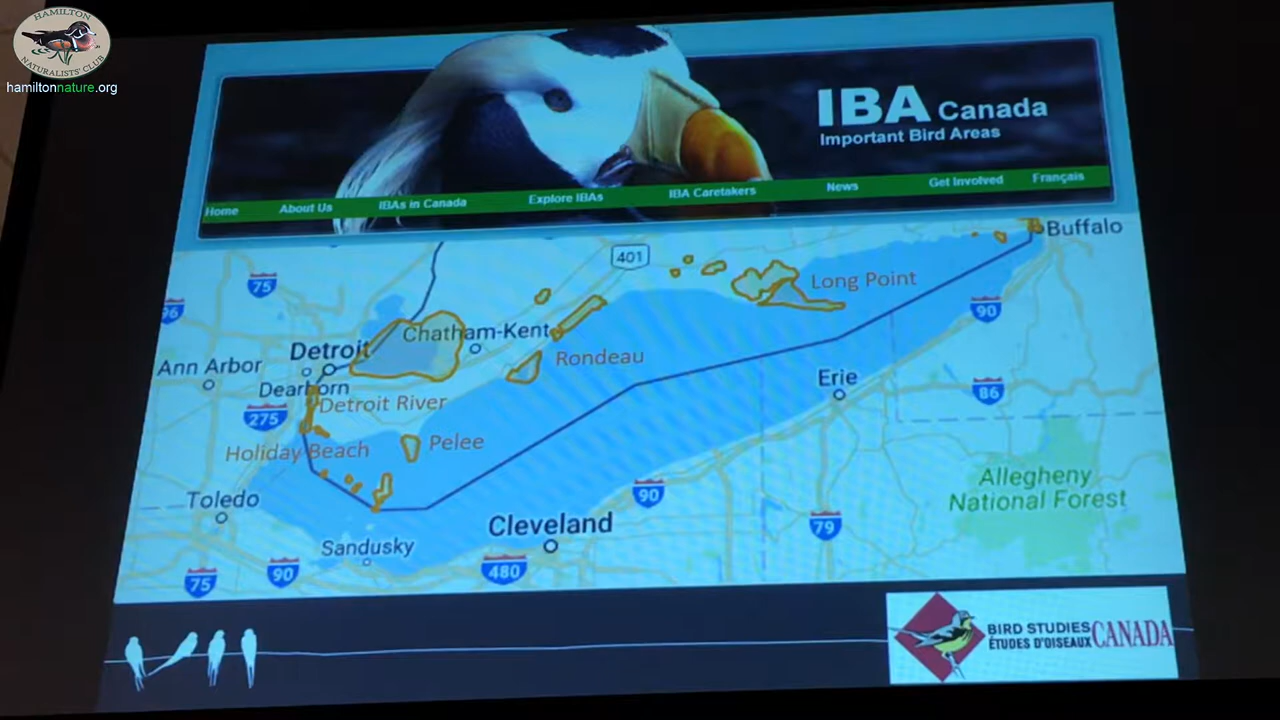 HAMILTON
NATURALISTS' CLUB
hamiltonnature.org
IBA Canada
Important Bird Areas
Home
About Us
IBAs in Canada
Explore IBAs
IBA Caretakers
News
Get Involved
Français
Buffalo
401
75
Long Point
96
90
Chatham-Kent
Detroit
Ann Arbor
Rondeau
Dearborn
Erie
86
275
Detroit River
Holiday Beach
Pelee
Allegheny
National Forest
Toledo
90
Cleveland
79
Sandusky
75
90
480
BIRD STUDIES
ÉTUDES D'OISEAUX
CANADA